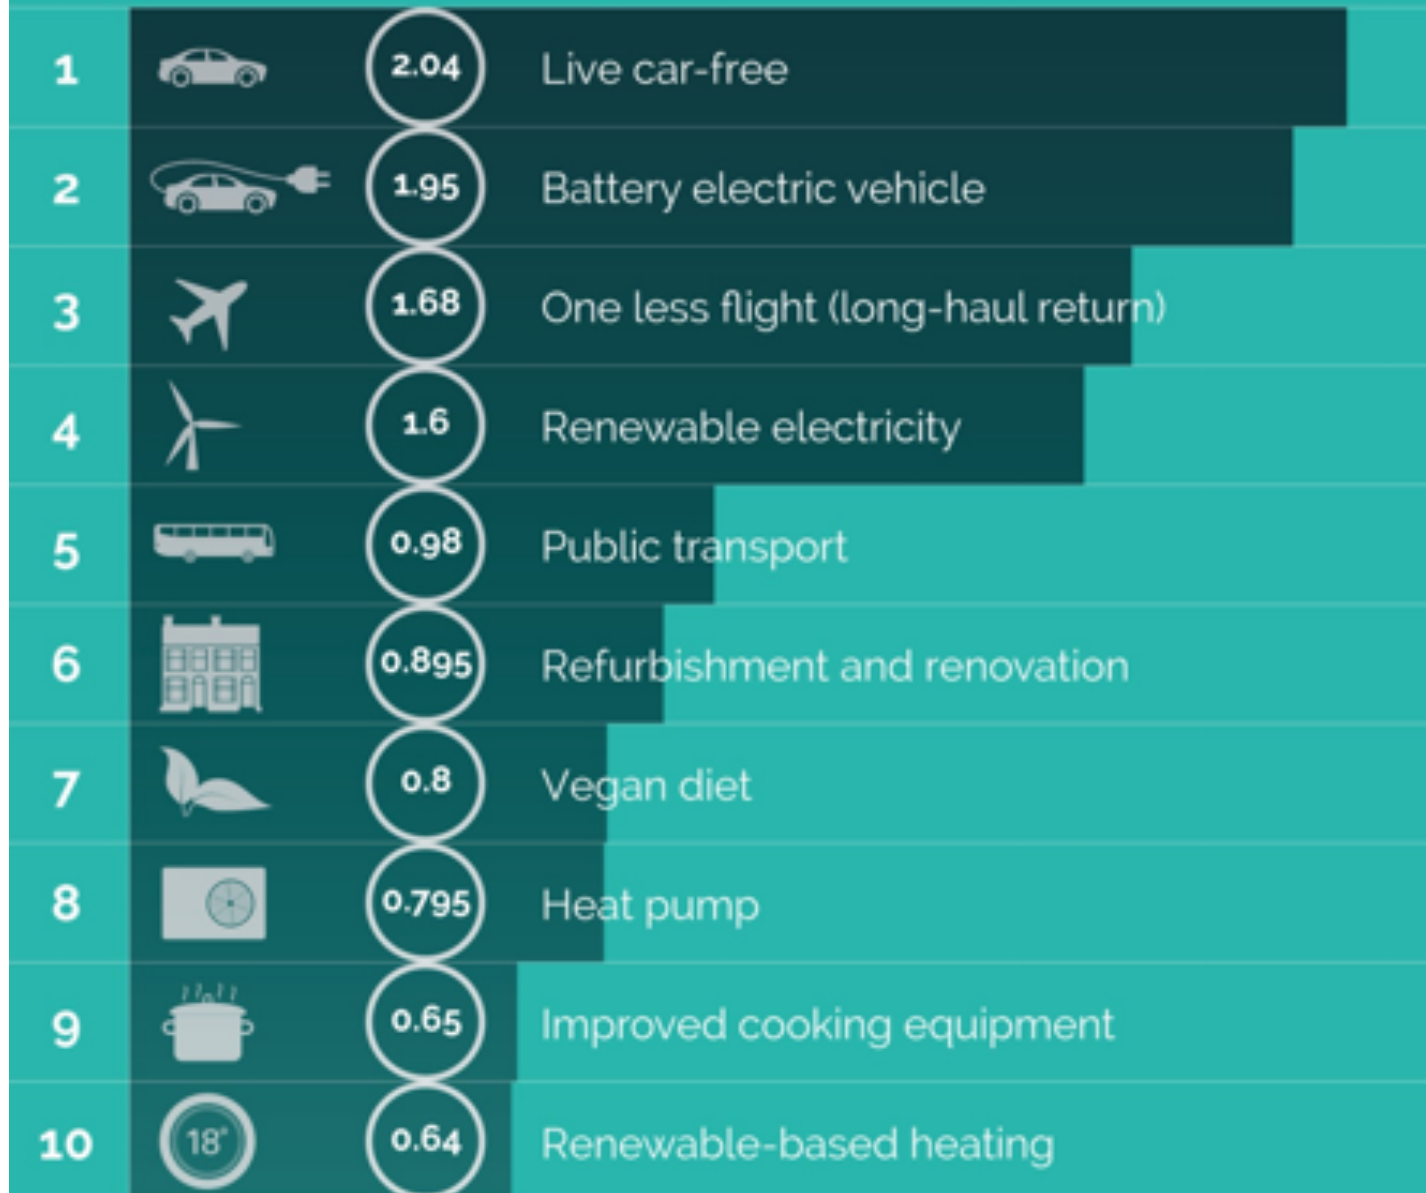 1 2.04 Live car-free
2 1.95 Battery electric vehicle
3 1.68 One less flight (long-haul return)
4 1.6 Renewable electricity
5 0.98 Public transport
6 0.895 Refurbishment and renovation
7 0.8 Vegan diet
8 0.795 Heat pump
9 0.65 Improved cooking equipment
10 18° 0.64 Renewable-based heating